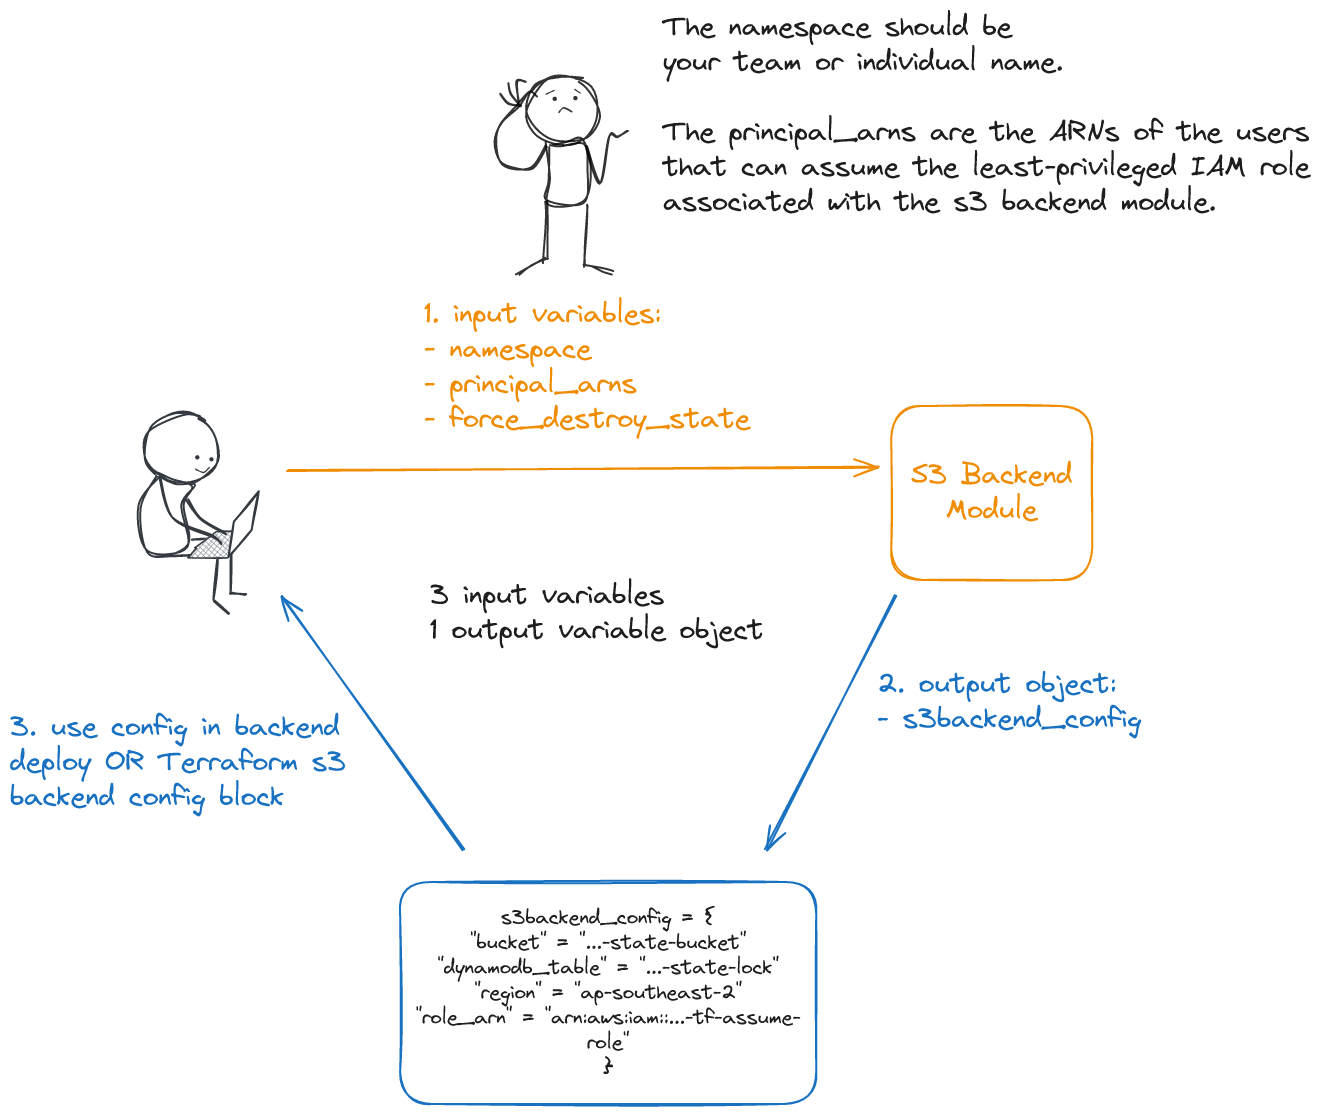 The namespace should be
your team or individual name.
The principal_arns are the ARNs of the users
that can assume the least-privileged IAM role
associated with the s3 backend module.
1. input variables:
- namespace
- principal_arns
- force_destroy_state
S3 Backend
Module
3 input variables
1 output variable object
2. output object:
- s3backend_config
3. use config in backend
deploy OR Terraform s3
backend config block
s3backend_config = {
"bucket" = "...-state-bucket"
"dynamodb_table" = "...-state-lock"
"region" = "ap-southeast-2"
"role_arn" = "arn:aws:iam::...-tf-assume-
role"
}